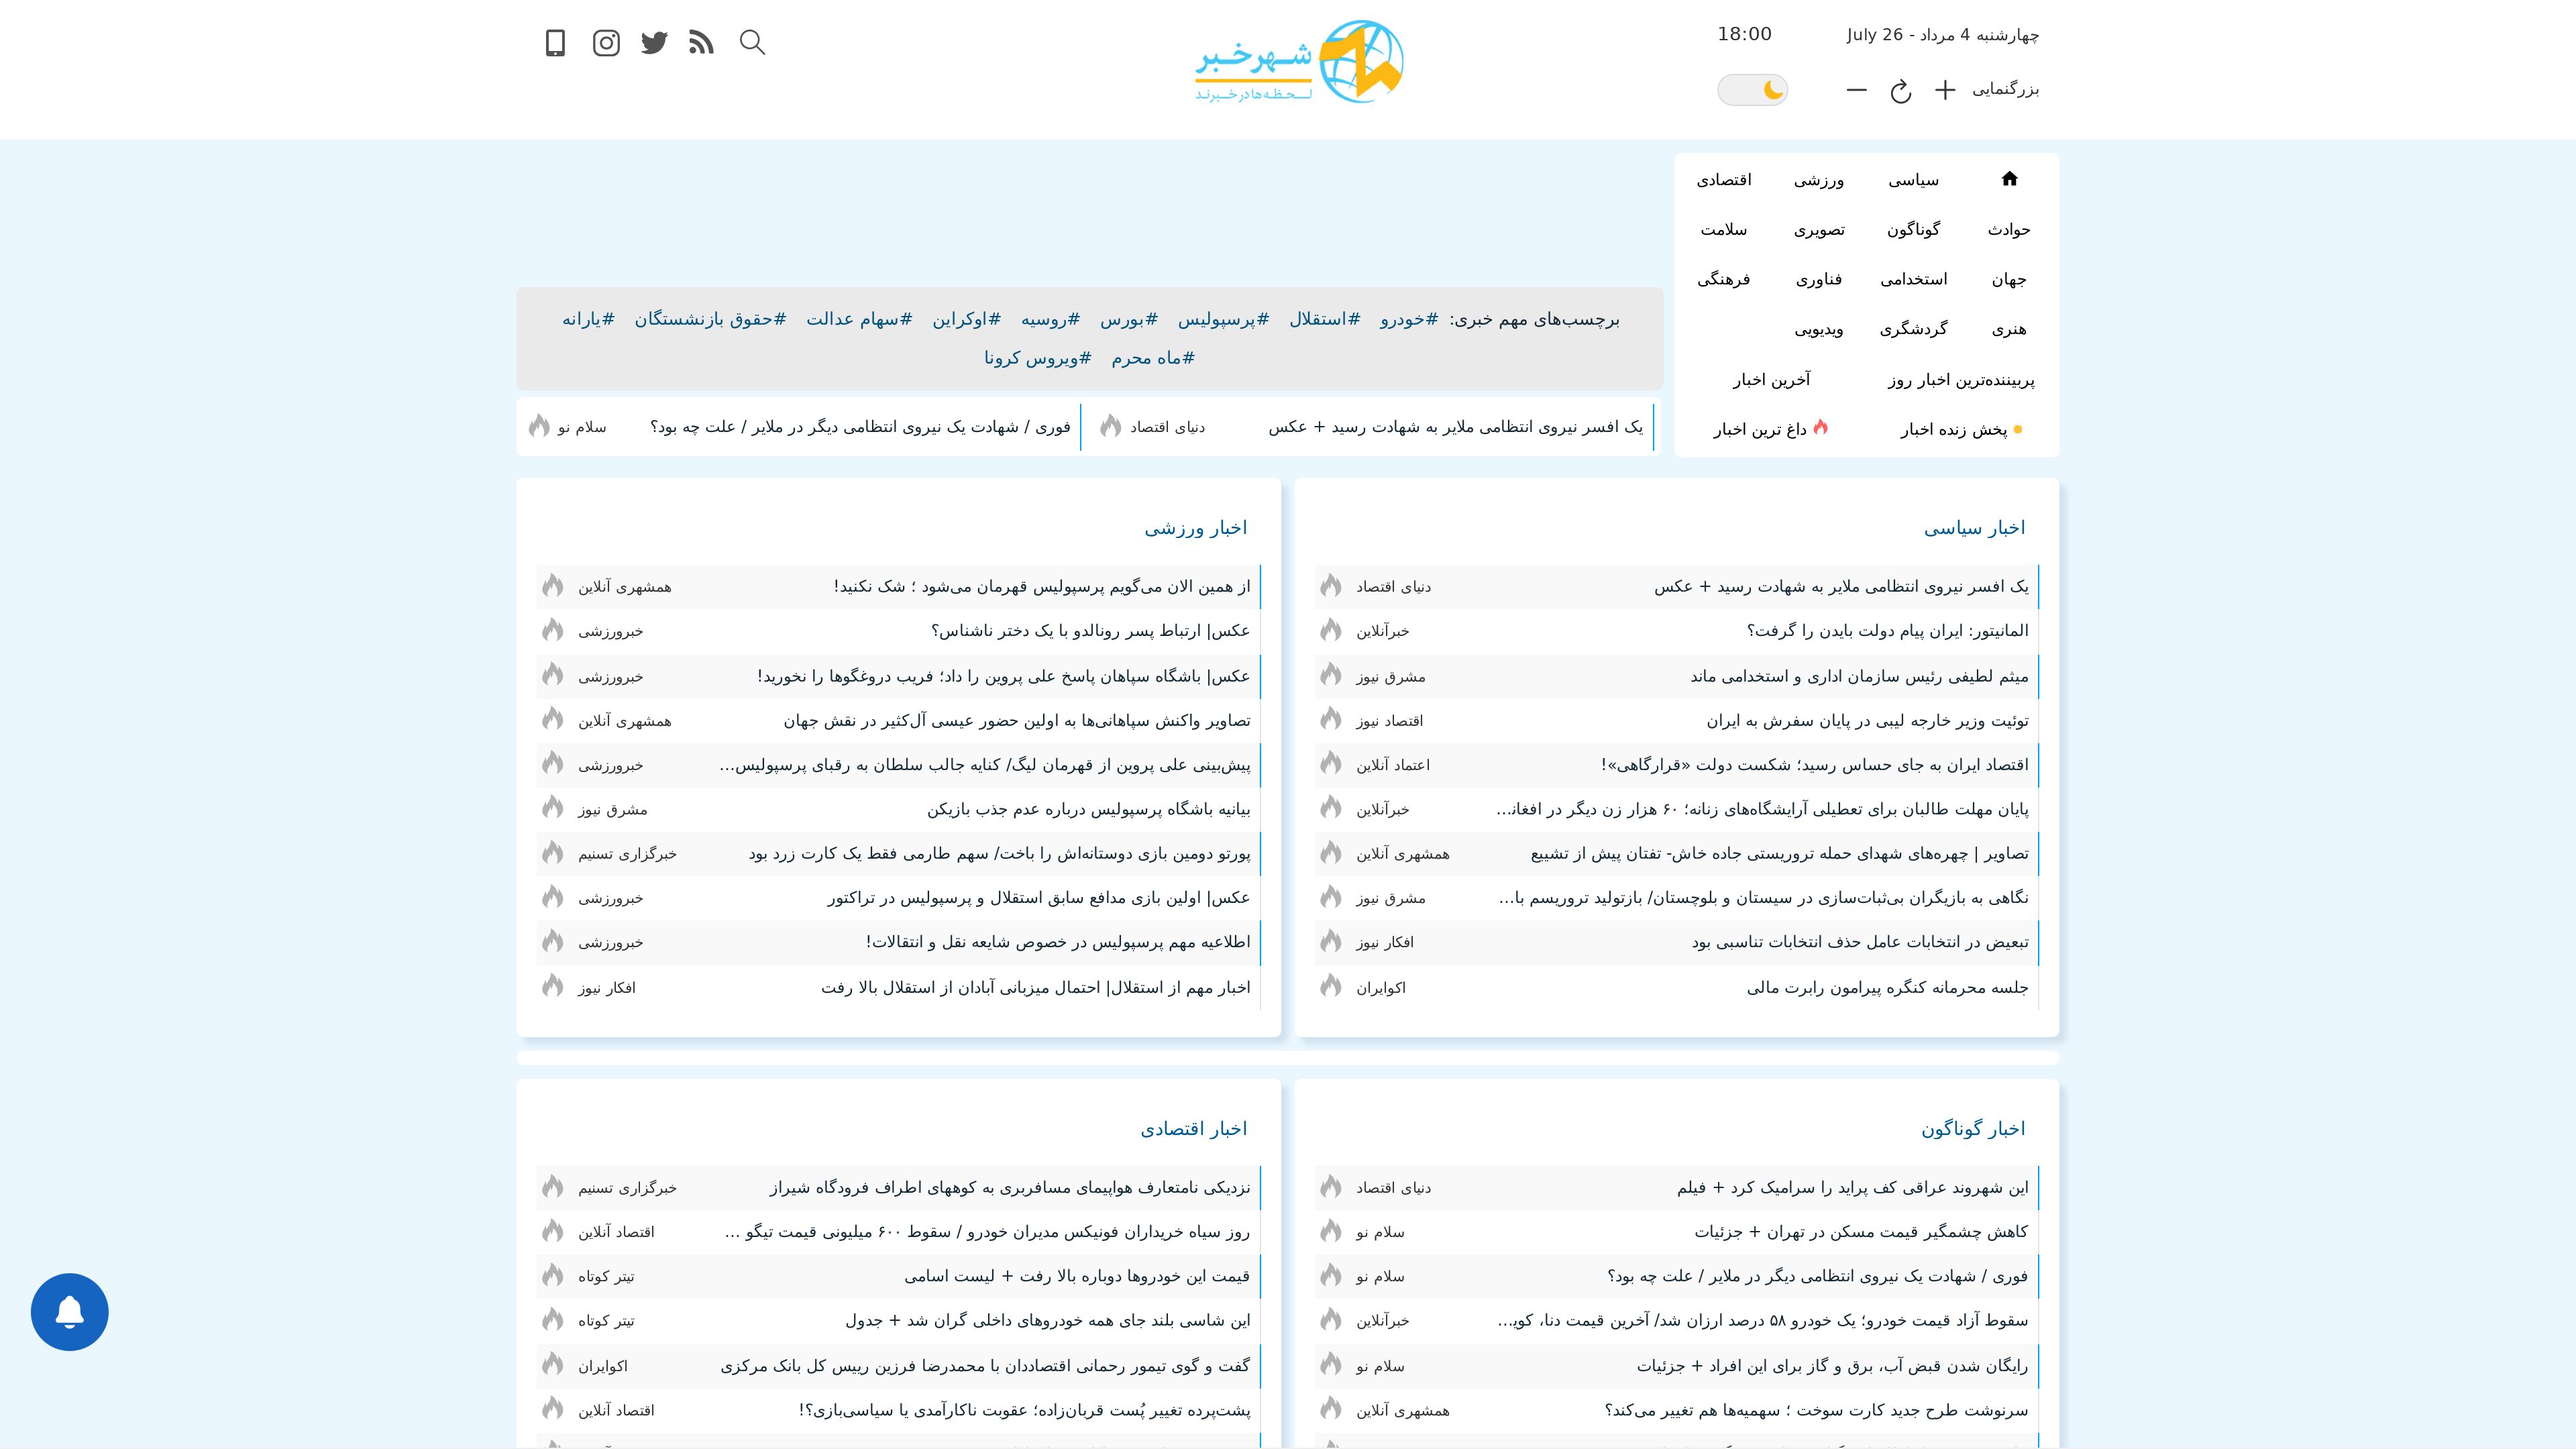 چهارشنبه 4 مرداد - 26 July
18:00
بزرگنمایی
شهرخبر
لـحظـه‌ها در خـبرنـد
سیاسی
ورزشی
اقتصادی
حوادث
گوناگون
تصویری
سلامت
جهان
استخدامی
فناوری
فرهنگی
هنری
گردشگری
ویدیویی
پربیننده‌ترین اخبار روز
آخرین اخبار
پخش زنده اخبار
داغ ترین اخبار
برچسب‌های مهم خبری: #خودرو #استقلال #پرسپولیس #بورس #روسیه #اوکراین #سهام عدالت #حقوق بازنشستگان #یارانه
#ماه محرم #ویروس کرونا
یک افسر نیروی انتظامی ملایر به شهادت رسید + عکس دنیای اقتصاد
فوری / شهادت یک نیروی انتظامی دیگر در ملایر / علت چه بود؟ سلام نو
اخبار سیاسی
یک افسر نیروی انتظامی ملایر به شهادت رسید + عکس دنیای اقتصاد
المانیتور: ایران پیام دولت بایدن را گرفت؟ خبرآنلاین
میثم لطیفی رئیس سازمان اداری و استخدامی ماند مشرق نیوز
توئیت وزیر خارجه لیبی در پایان سفرش به ایران اقتصاد نیوز
اقتصاد ایران به جای حساس رسید؛ شکست دولت «قرارگاهی»! اعتماد آنلاین
پایان مهلت طالبان برای تعطیلی آرایشگاه‌های زنانه؛ ۶۰ هزار زن دیگر در افغانـ... خبرآنلاین
تصاویر | چهره‌های شهدای حمله تروریستی جاده خاش- تفتان پیش از تشییع همشهری آنلاین
نگاهی به بازیگران بی‌ثبات‌سازی در سیستان و بلوچستان/ بازتولید تروریسم با... مشرق نیوز
تبعیض در انتخابات عامل حذف انتخابات تناسبی بود افکار نیوز
جلسه محرمانه کنگره پیرامون رابرت مالی اکوایران
اخبار ورزشی
از همین الان می‌گویم پرسپولیس قهرمان می‌شود ؛ شک نکنید! همشهری آنلاین
عکس| ارتباط پسر رونالدو با یک دختر ناشناس؟ خبرورزشی
عکس| باشگاه سپاهان پاسخ علی پروین را داد؛ فریب دروغگوها را نخورید! خبرورزشی
تصاویر واکنش سپاهانی‌ها به اولین حضور عیسی آل‌کثیر در نقش جهان همشهری آنلاین
پیش‌بینی علی پروین از قهرمان لیگ/ کنایه جالب سلطان به رقبای پرسپولیس... خبرورزشی
بیانیه باشگاه پرسپولیس درباره عدم جذب بازیکن مشرق نیوز
پورتو دومین بازی دوستانه‌اش را باخت/ سهم طارمی فقط یک کارت زرد بود خبرگزاری تسنیم
عکس| اولین بازی مدافع سابق استقلال و پرسپولیس در تراکتور خبرورزشی
اطلاعیه مهم پرسپولیس در خصوص شایعه نقل و انتقالات! خبرورزشی
اخبار مهم از استقلال| احتمال میزبانی آبادان از استقلال بالا رفت افکار نیوز
اخبار گوناگون
این شهروند عراقی کف پراید را سرامیک کرد + فیلم دنیای اقتصاد
کاهش چشمگیر قیمت مسکن در تهران + جزئیات سلام نو
فوری / شهادت یک نیروی انتظامی دیگر در ملایر / علت چه بود؟ سلام نو
سقوط آزاد قیمت خودرو؛ یک خودرو ۵۸ درصد ارزان شد/ آخرین قیمت دنا، کویـ... خبرآنلاین
رایگان شدن قبض آب، برق و گاز برای این افراد + جزئیات سلام نو
سرنوشت طرح جدید کارت سوخت ؛ سهمیه‌ها هم تغییر می‌کند؟ همشهری آنلاین
اخبار اقتصادی
نزدیکی نامتعارف هواپیمای مسافربری به کوههای اطراف فرودگاه شیراز خبرگزاری تسنیم
روز سیاه خریداران فونیکس مدیران خودرو / سقوط ۶۰۰ میلیونی قیمت تیگو ... اقتصاد آنلاین
قیمت این خودروها دوباره بالا رفت + لیست اسامی تیتر کوتاه
این شاسی بلند جای همه خودروهای داخلی گران شد + جدول تیتر کوتاه
گفت و گوی تیمور رحمانی اقتصاددان با محمدرضا فرزین رییس کل بانک مرکزی اکوایران
پشت‌پرده تغییر پُست قربان‌زاده؛ عقوبت ناکارآمدی یا سیاسی‌بازی؟! اقتصاد آنلاین